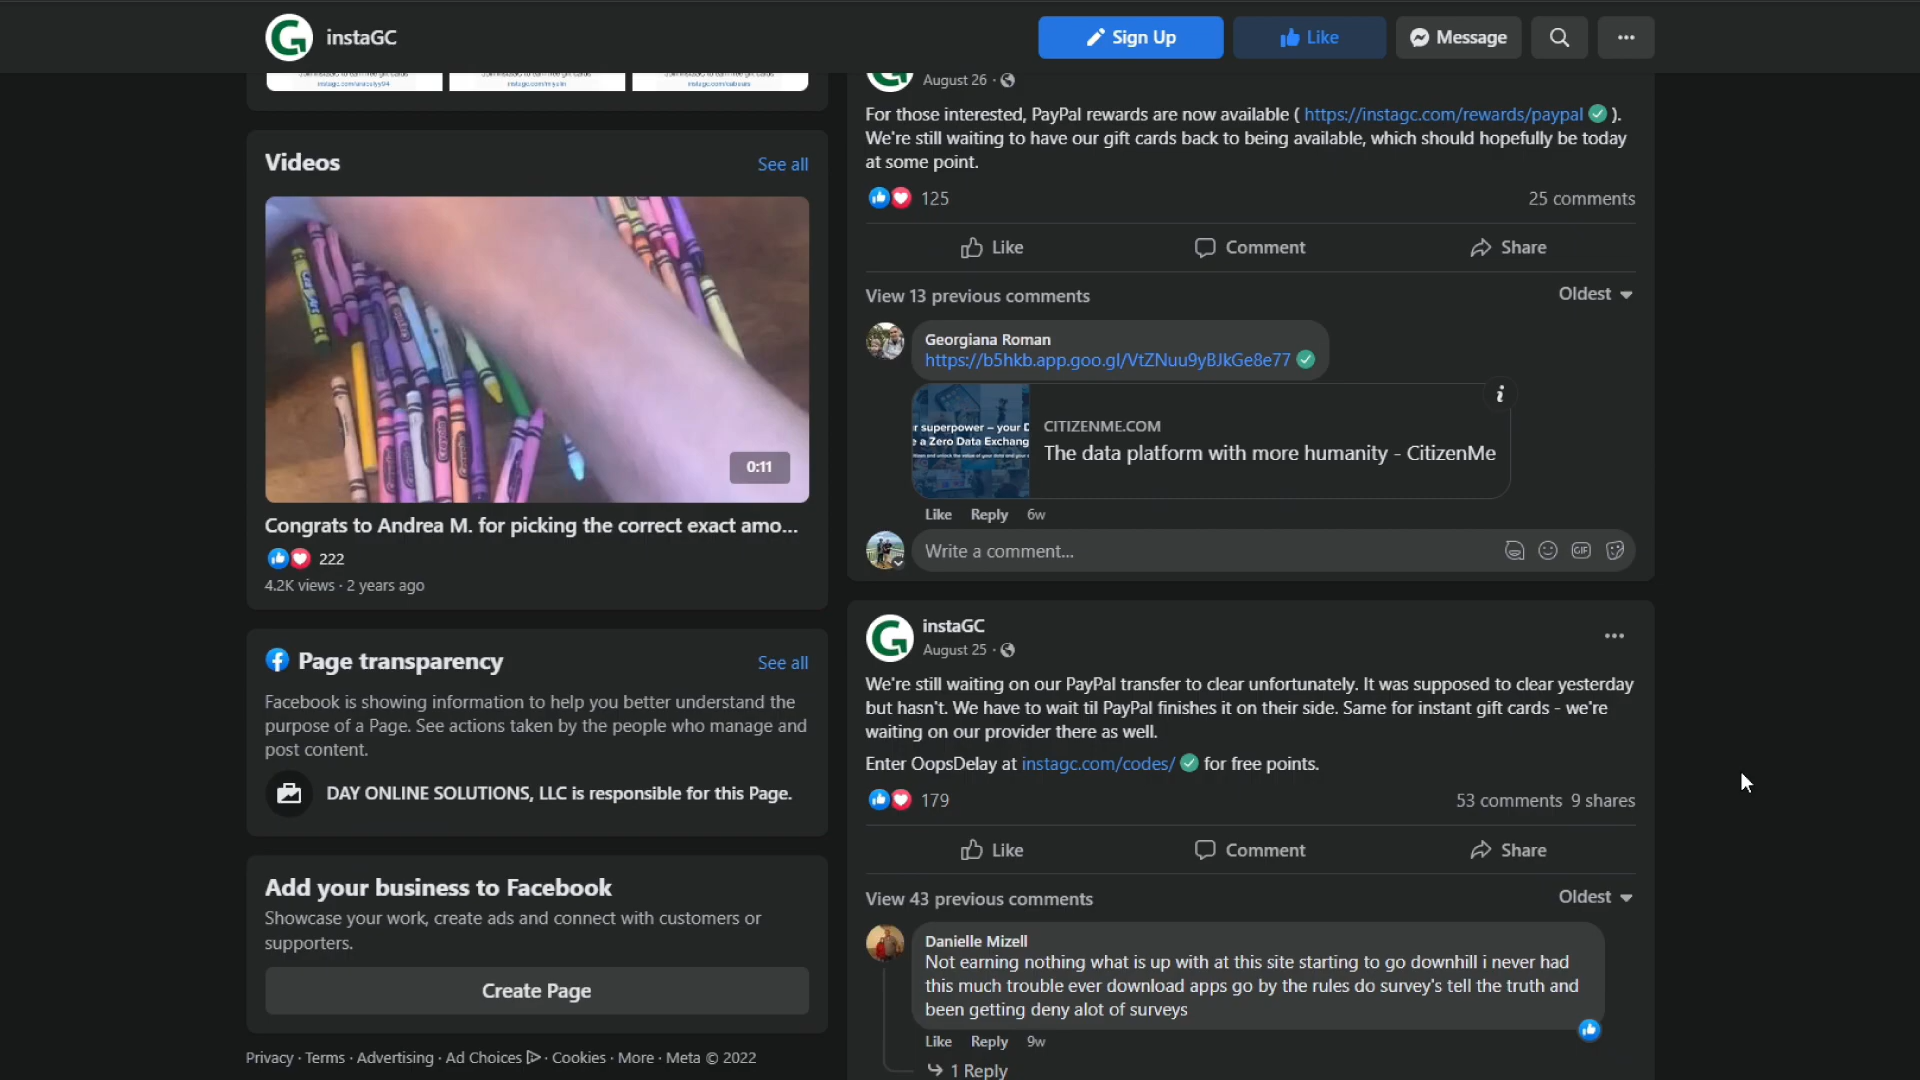 instaGC
Sign Up
Like
Message
Videos
See all
0:11
Congrats to Andrea M. for picking the correct exact amo...
222
4.2K views · 2 years ago
Page transparency
See all
Facebook is showing information to help you better understand the
purpose of a Page. See actions taken by the people who manage and
post content.
DAY ONLINE SOLUTIONS, LLC is responsible for this Page.
Add your business to Facebook
Showcase your work, create ads and connect with customers or
supporters.
Create Page
Privacy · Terms · Advertising · Ad Choices · Cookies · More · Meta © 2022
August 26 ·
For those interested, PayPal rewards are now available ( https://instagc.com/rewards/paypal ).
We're still waiting to have our gift cards back to being available, which should hopefully be today
at some point.
125
25 comments
Like
Comment
Share
View 13 previous comments
Oldest
Georgiana Roman
https://b5hkb.app.goo.gl/VtZNuu9yBJkGe8e77
r superpower – your D
e a Zero Data Exchang
CITIZENME.COM
The data platform with more humanity - CitizenMe
Like Reply 6w
Write a comment...
GIF
instaGC
August 25 ·
We're still waiting on our PayPal transfer to clear unfortunately. It was supposed to clear yesterday
but hasn't. We have to wait til PayPal finishes it on their side. Same for instant gift cards - we're
waiting on our provider there as well.
Enter OopsDelay at instagc.com/codes/ for free points.
179
53 comments 9 shares
Like
Comment
Share
View 43 previous comments
Oldest
Danielle Mizell
Not earning nothing what is up with at this site starting to go downhill i never had
this much trouble ever download apps go by the rules do survey's tell the truth and
been getting deny alot of surveys
Like Reply 9w
1 Reply